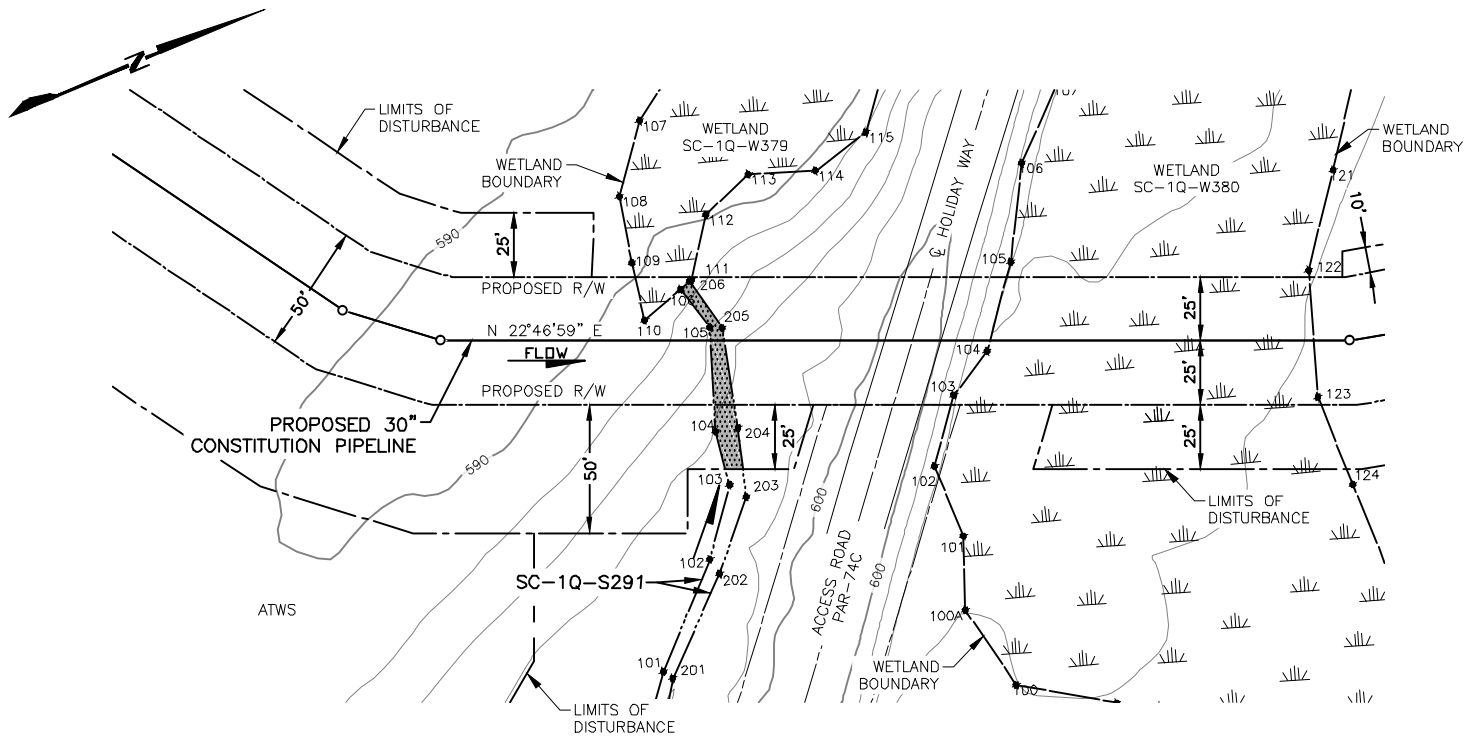 N
LIMITS OF
DISTURBANCE
107
WETLAND
SC-1Q-W379
115
107
WETLAND
BOUNDARY
WETLAND
BOUNDARY
113
114
106
WETLAND
SC-1Q-W380
121
108
112
℄ HOLIDAY WAY
10'
590
25'
109
105
111
122
PROPOSED R/W
206
106
50'
110
25'
N 22°46'59" E
105
205
FLOW
104
25'
PROPOSED R/W
103
123
PROPOSED 30"
CONSTITUTION PIPELINE
104
204
25'
25'
590
50'
102
103
203
600
124
LIMITS OF
DISTURBANCE
101
102
202
SC-1Q-S291
ACCESS ROAD
PAR-74C
600
ATWS
100A
101
201
WETLAND
BOUNDARY
100
LIMITS OF
DISTURBANCE